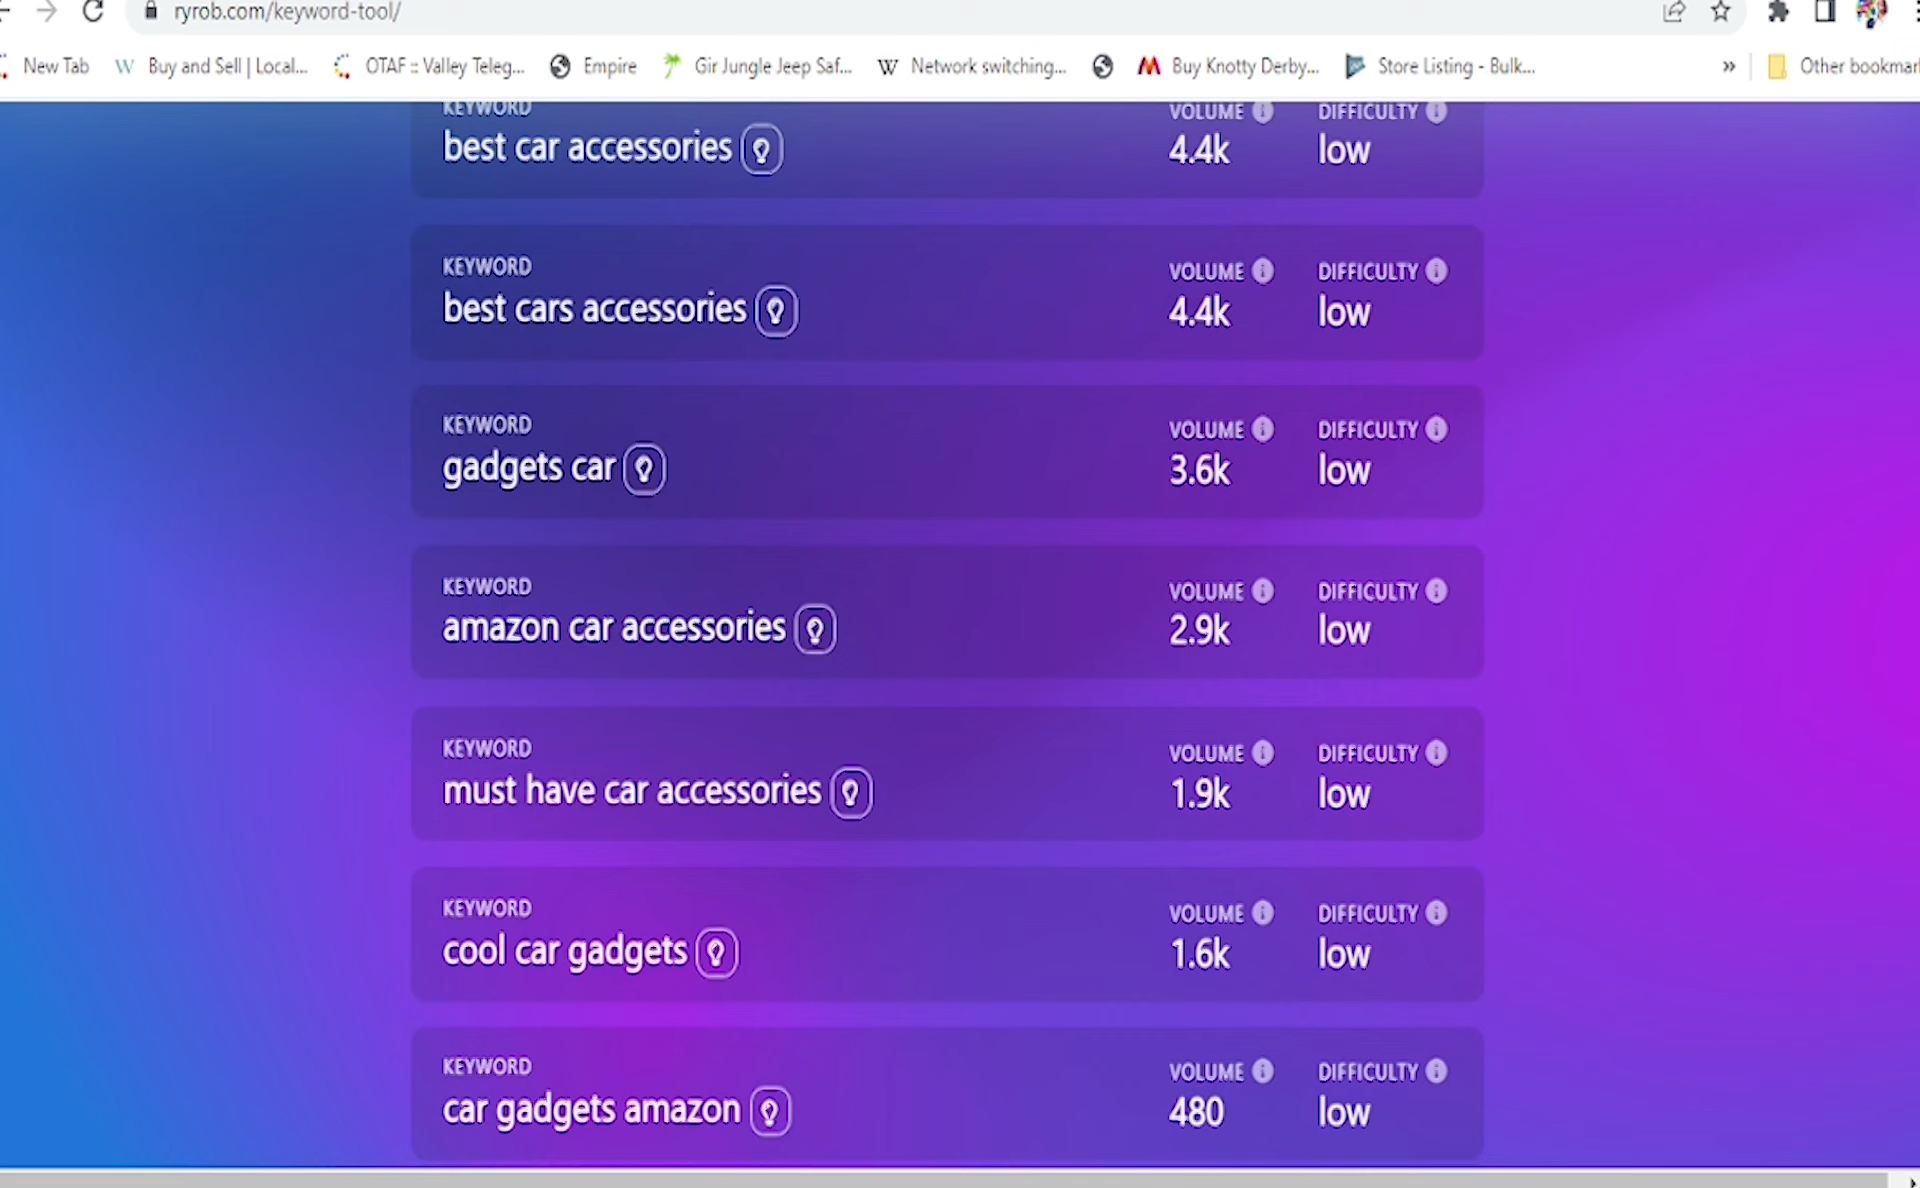 ryrob.com/keyword-tool/
New Tab Buy and Sell | Local... OTAF :: Valley Teleg... Empire Gir Jungle Jeep Saf... Network switching... Buy Knotty Derby... Store Listing - Bulk... » Other bookmar
KEYWORD VOLUME DIFFICULTY
best car accessories 4.4k low
KEYWORD VOLUME DIFFICULTY
best cars accessories 4.4k low
KEYWORD VOLUME DIFFICULTY
gadgets car 3.6k low
KEYWORD VOLUME DIFFICULTY
amazon car accessories 2.9k low
KEYWORD VOLUME DIFFICULTY
must have car accessories 1.9k low
KEYWORD VOLUME DIFFICULTY
cool car gadgets 1.6k low
KEYWORD VOLUME DIFFICULTY
car gadgets amazon 480 low